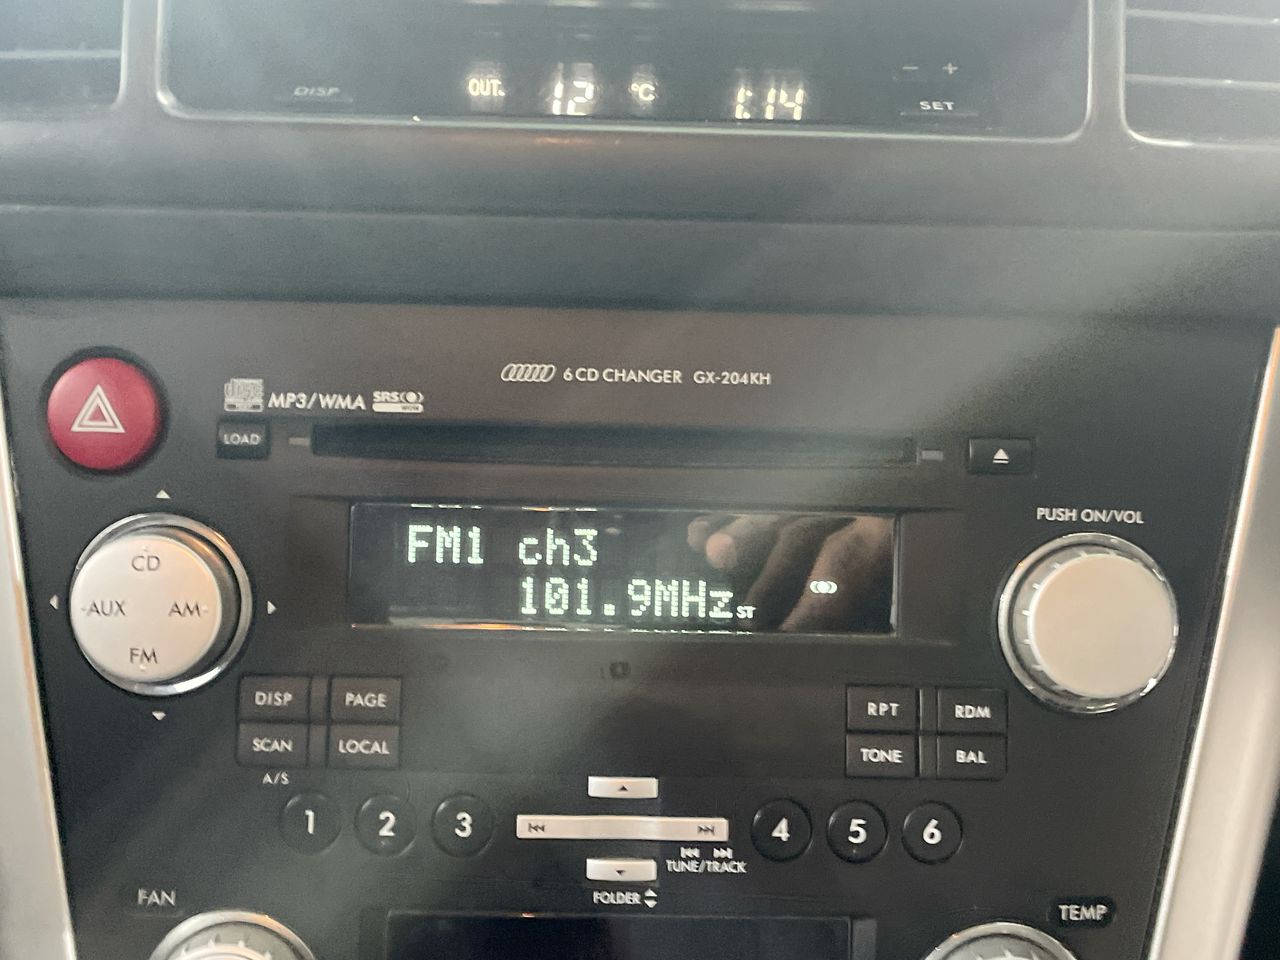 DISP OUT. 12 °C 1:14 - + SET
6 CD CHANGER GX-204KH
MP3/WMA SRS
LOAD
PUSH ON/VOL
FM1 ch3
101.9MHz ST
CD
AUX AM
FM
DISP PAGE
SCAN LOCAL
A/S
RPT RDM
TONE BAL
1 2 3 4 5 6
TUNE/TRACK
FOLDER
FAN
TEMP